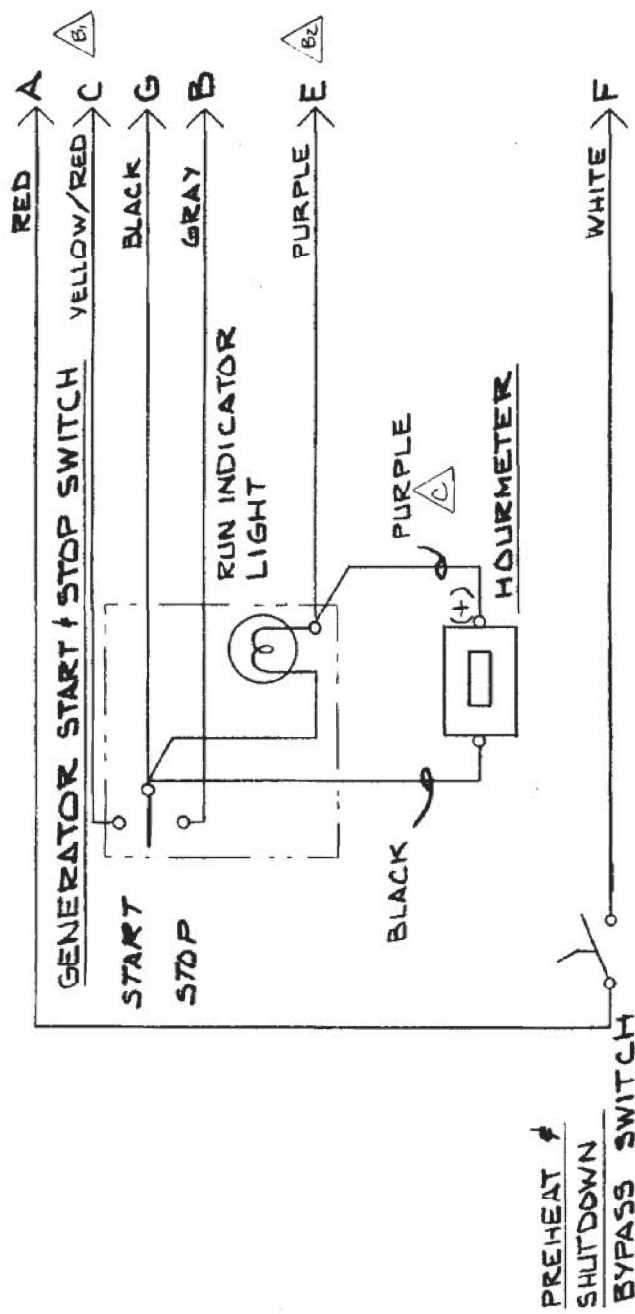 RED A
GENERATOR START & STOP SWITCH YELLOW/RED C B1
START BLACK G
STOP GRAY B
RUN INDICATOR
LIGHT
PURPLE E B2
BLACK
PURPLE
C
(+)
HOURMETER
PREHEAT &
SHUTDOWN
BYPASS SWITCH
WHITE F